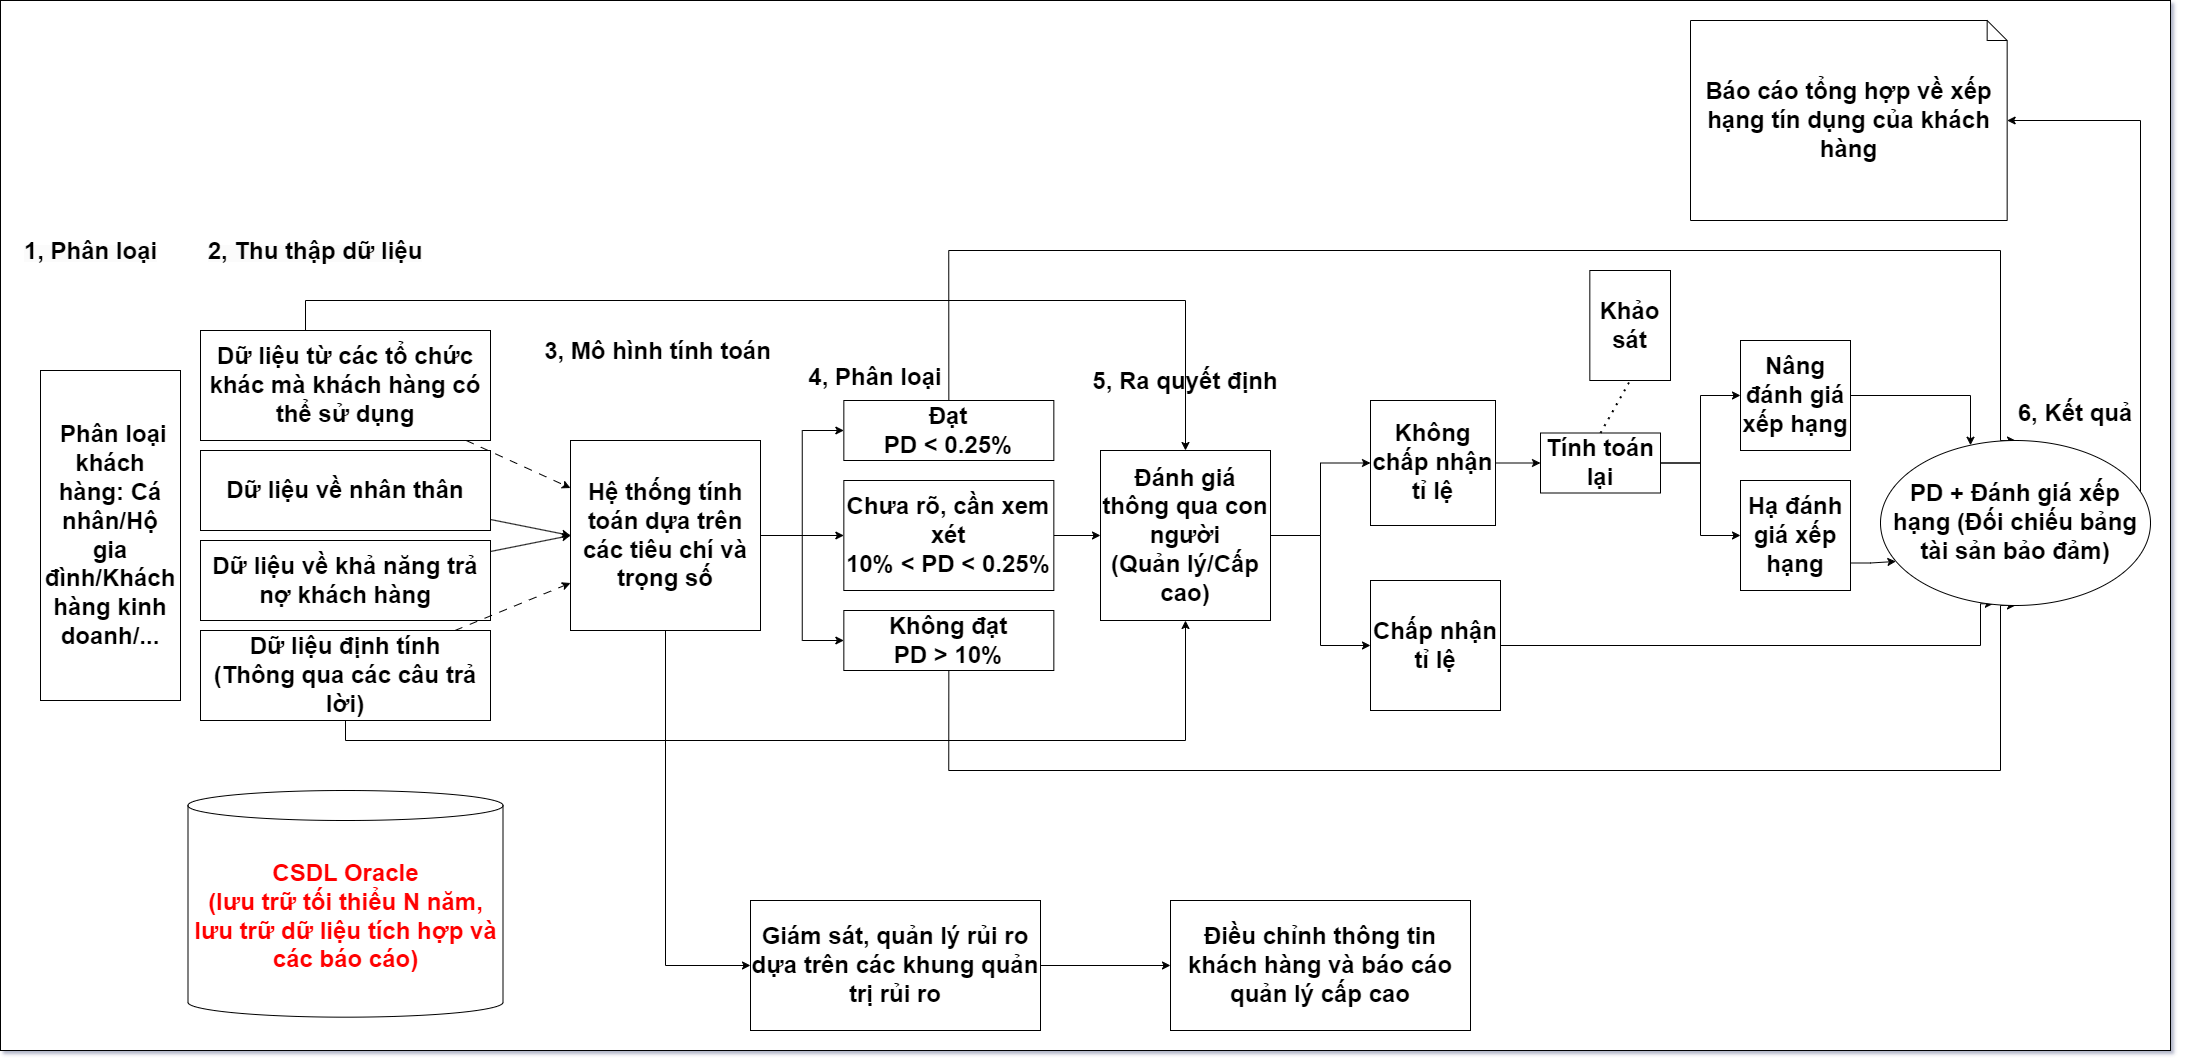 Báo cáo tổng hợp về xếp
hạng tín dụng của khách
hàng
1, Phân loại
2, Thu thập dữ liệu
Phân loại
khách
hàng: Cá
nhân/Hộ
gia
đình/Khách
hàng kinh
doanh/...
Dữ liệu từ các tổ chức
khác mà khách hàng có
thể sử dụng
Dữ liệu về nhân thân
Dữ liệu về khả năng trả
nợ khách hàng
Dữ liệu định tính
(Thông qua các câu trả
lời)
3, Mô hình tính toán
Hệ thống tính
toán dựa trên
các tiêu chí và
trọng số
4, Phân loại
Đạt
PD < 0.25%
Chưa rõ, cần xem
xét
10% < PD < 0.25%
Không đạt
PD > 10%
5, Ra quyết định
Đánh giá
thông qua con
người
(Quản lý/Cấp
cao)
Không
chấp nhận
tỉ lệ
Chấp nhận
tỉ lệ
Khảo
sát
Tính toán
lại
Nâng
đánh giá
xếp hạng
Hạ đánh
giá xếp
hạng
6, Kết quả
PD + Đánh giá xếp
hạng (Đối chiếu bảng
tài sản bảo đảm)
CSDL Oracle
(lưu trữ tối thiểu N năm,
lưu trữ dữ liệu tích hợp và
các báo cáo)
Giám sát, quản lý rủi ro
dựa trên các khung quản
trị rủi ro
Điều chỉnh thông tin
khách hàng và báo cáo
quản lý cấp cao